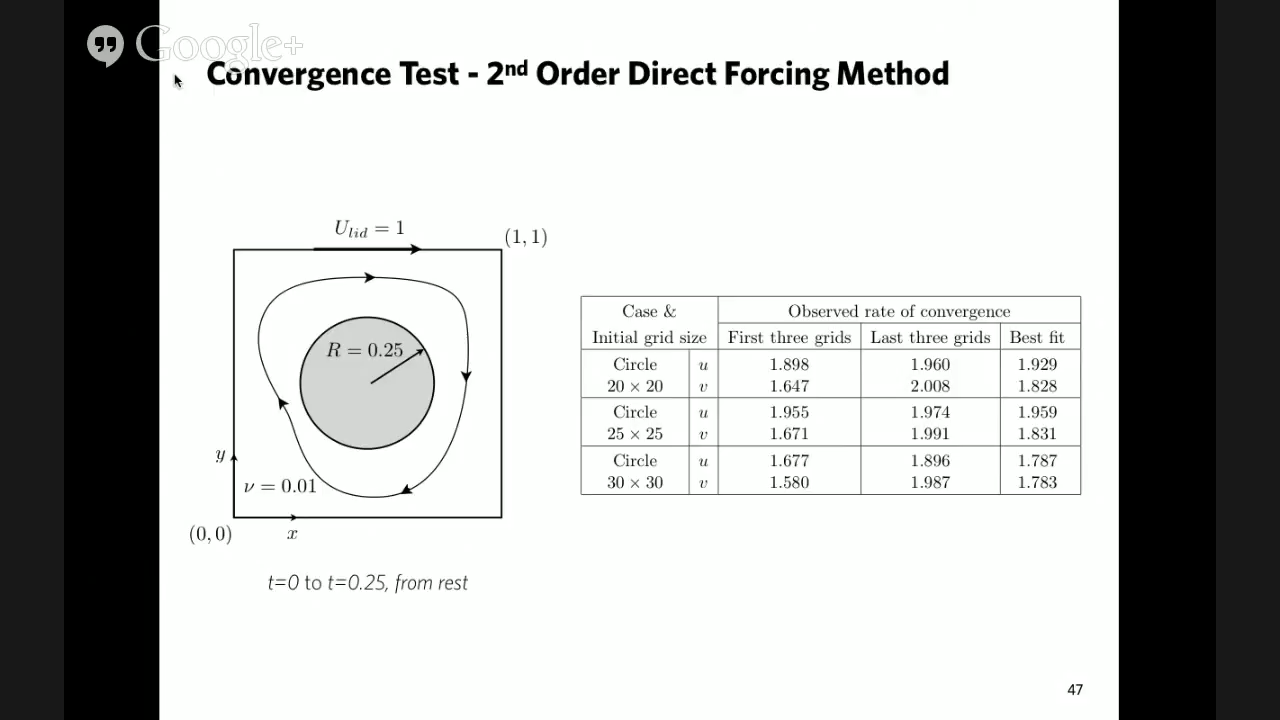 Google+
Convergence Test - 2nd Order Direct Forcing Method
U_lid = 1
(1, 1)
R = 0.25
y
ν = 0.01
(0, 0)
x
t=0 to t=0.25, from rest
Case & Observed rate of convergence
Initial grid size First three grids Last three grids Best fit
Circle u 1.898 1.960 1.929
20 × 20 v 1.647 2.008 1.828
Circle u 1.955 1.974 1.959
25 × 25 v 1.671 1.991 1.831
Circle u 1.677 1.896 1.787
30 × 30 v 1.580 1.987 1.783
47